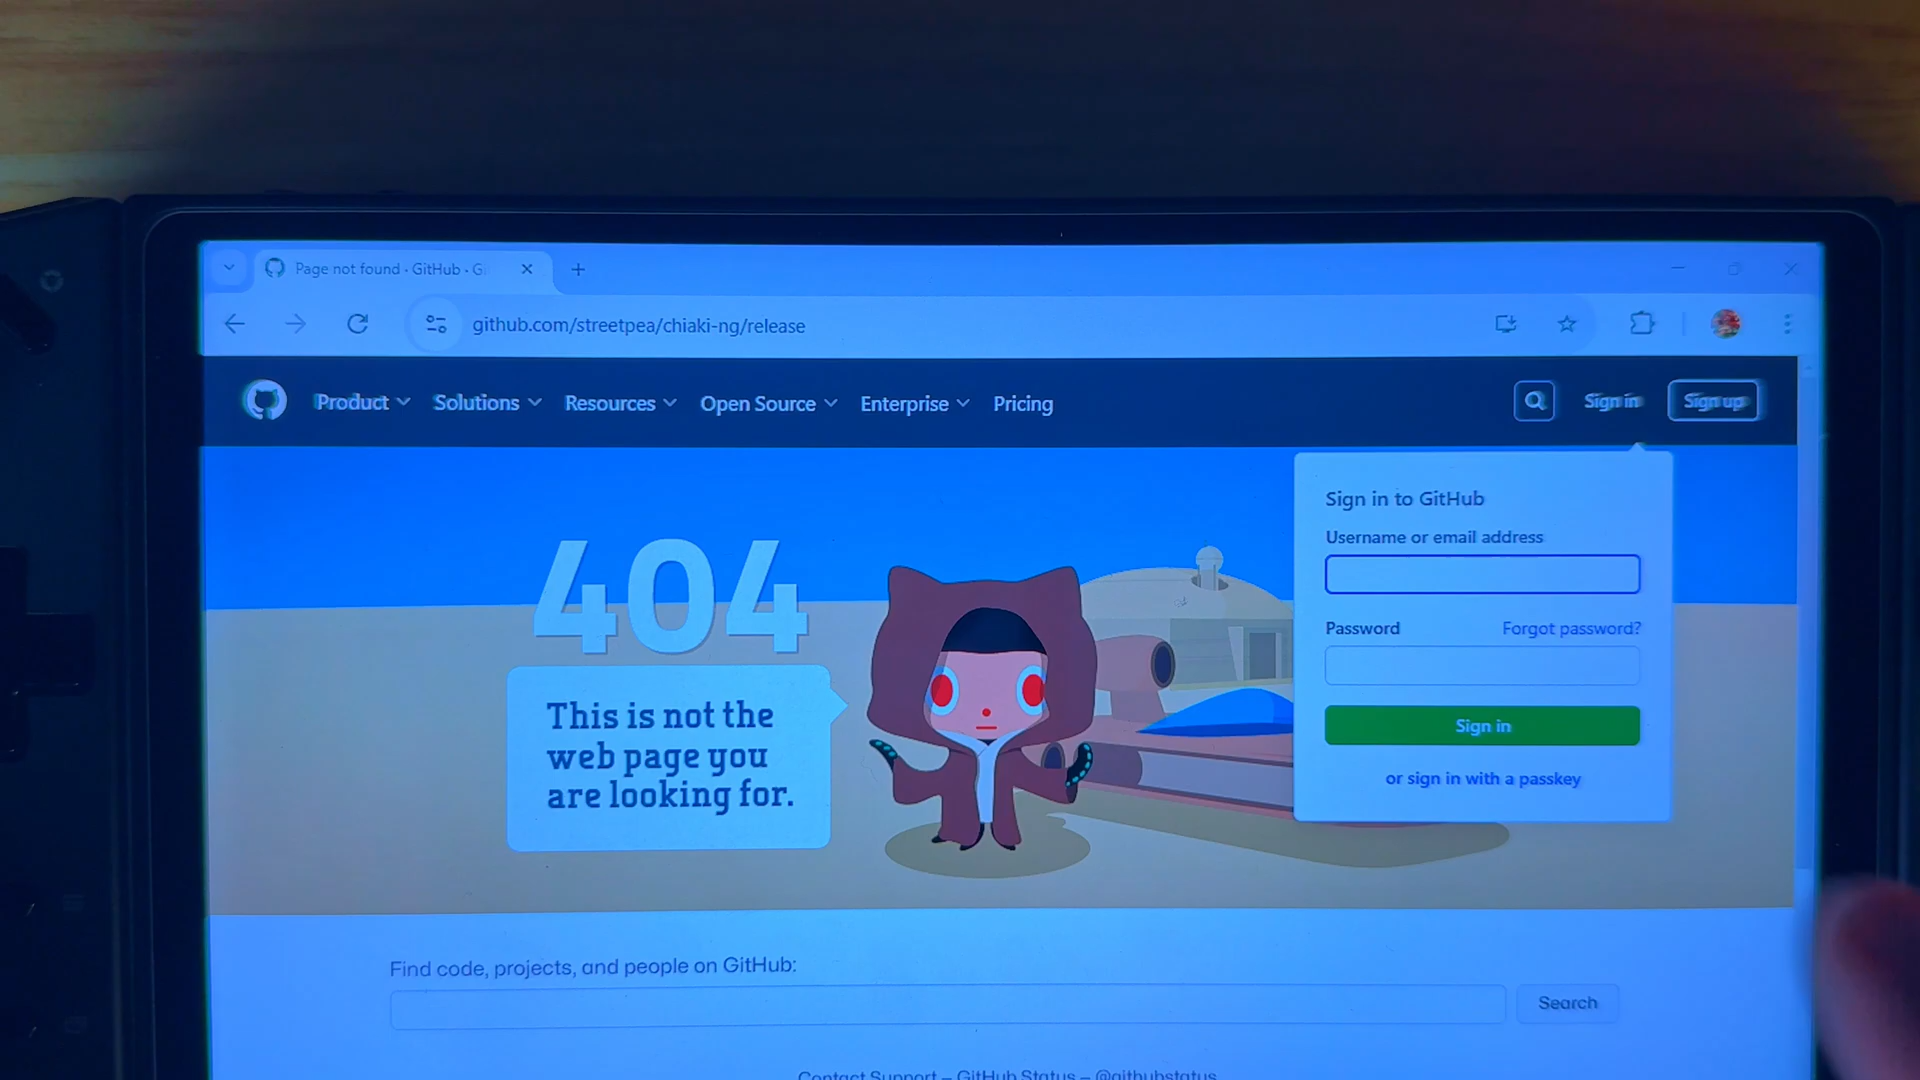 Page not found · GitHub · Gi
github.com/streetpea/chiaki-ng/release
Product Solutions Resources Open Source Enterprise Pricing Sign in Sign up
Sign in to GitHub
Username or email address
Password Forgot password?
Sign in
or sign in with a passkey
404
This is not the
web page you
are looking for.
Find code, projects, and people on GitHub:
Search
Contact Support — GitHub Status — @githubstatus